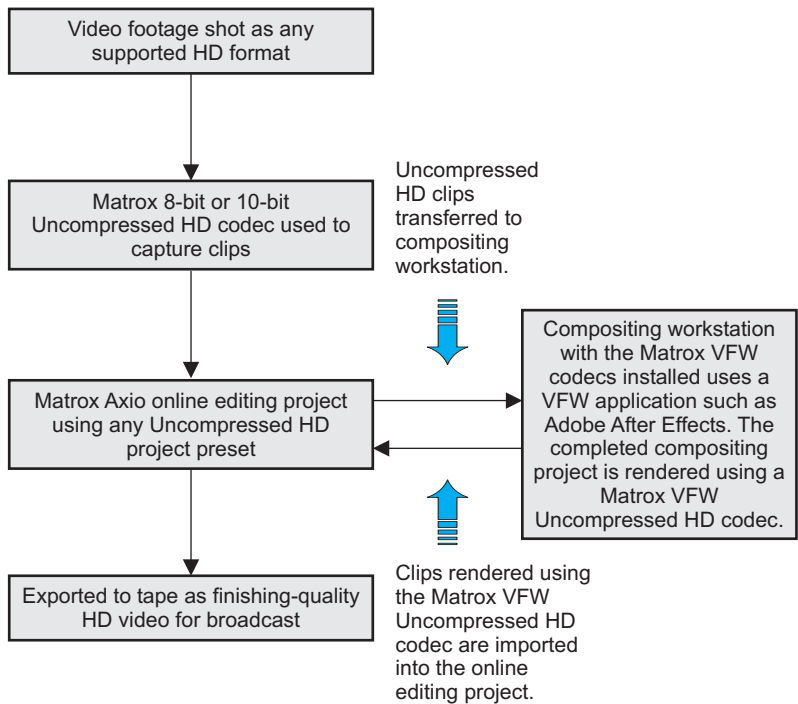 Video footage shot as any
supported HD format
Matrox 8-bit or 10-bit
Uncompressed HD codec used to
capture clips
Uncompressed
HD clips
transferred to
compositing
workstation.
Matrox Axio online editing project
using any Uncompressed HD
project preset
Compositing workstation
with the Matrox VFW
codecs installed uses a
VFW application such as
Adobe After Effects. The
completed compositing
project is rendered using a
Matrox VFW
Uncompressed HD codec.
Clips rendered using
the Matrox VFW
Uncompressed HD
codec are imported
into the online
editing project.
Exported to tape as finishing-quality
HD video for broadcast